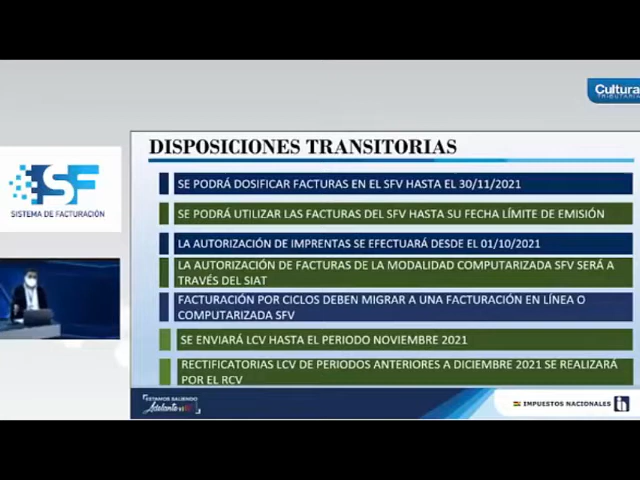 Cultura
TRIBUTARIA
DISPOSICIONES TRANSITORIAS
SE PODRÁ DOSIFICAR FACTURAS EN EL SFV HASTA EL 30/11/2021
SE PODRÁ UTILIZAR LAS FACTURAS DEL SFV HASTA SU FECHA LÍMITE DE EMISIÓN
LA AUTORIZACIÓN DE IMPRENTAS SE EFECTUARÁ DESDE EL 01/10/2021
LA AUTORIZACIÓN DE FACTURAS DE LA MODALIDAD COMPUTARIZADA SFV SERÁ A
TRAVÉS DEL SIAT
FACTURACIÓN POR CICLOS DEBEN MIGRAR A UNA FACTURACIÓN EN LÍNEA O
COMPUTARIZADA SFV
SE ENVIARÁ LCV HASTA EL PERIODO NOVIEMBRE 2021
RECTIFICATORIAS LCV DE PERIODOS ANTERIORES A DICIEMBRE 2021 SE REALIZARÁ
POR EL RCV
SF
SISTEMA DE FACTURACIÓN
ESTAMOS SALIENDO
Adelante
IMPUESTOS NACIONALES